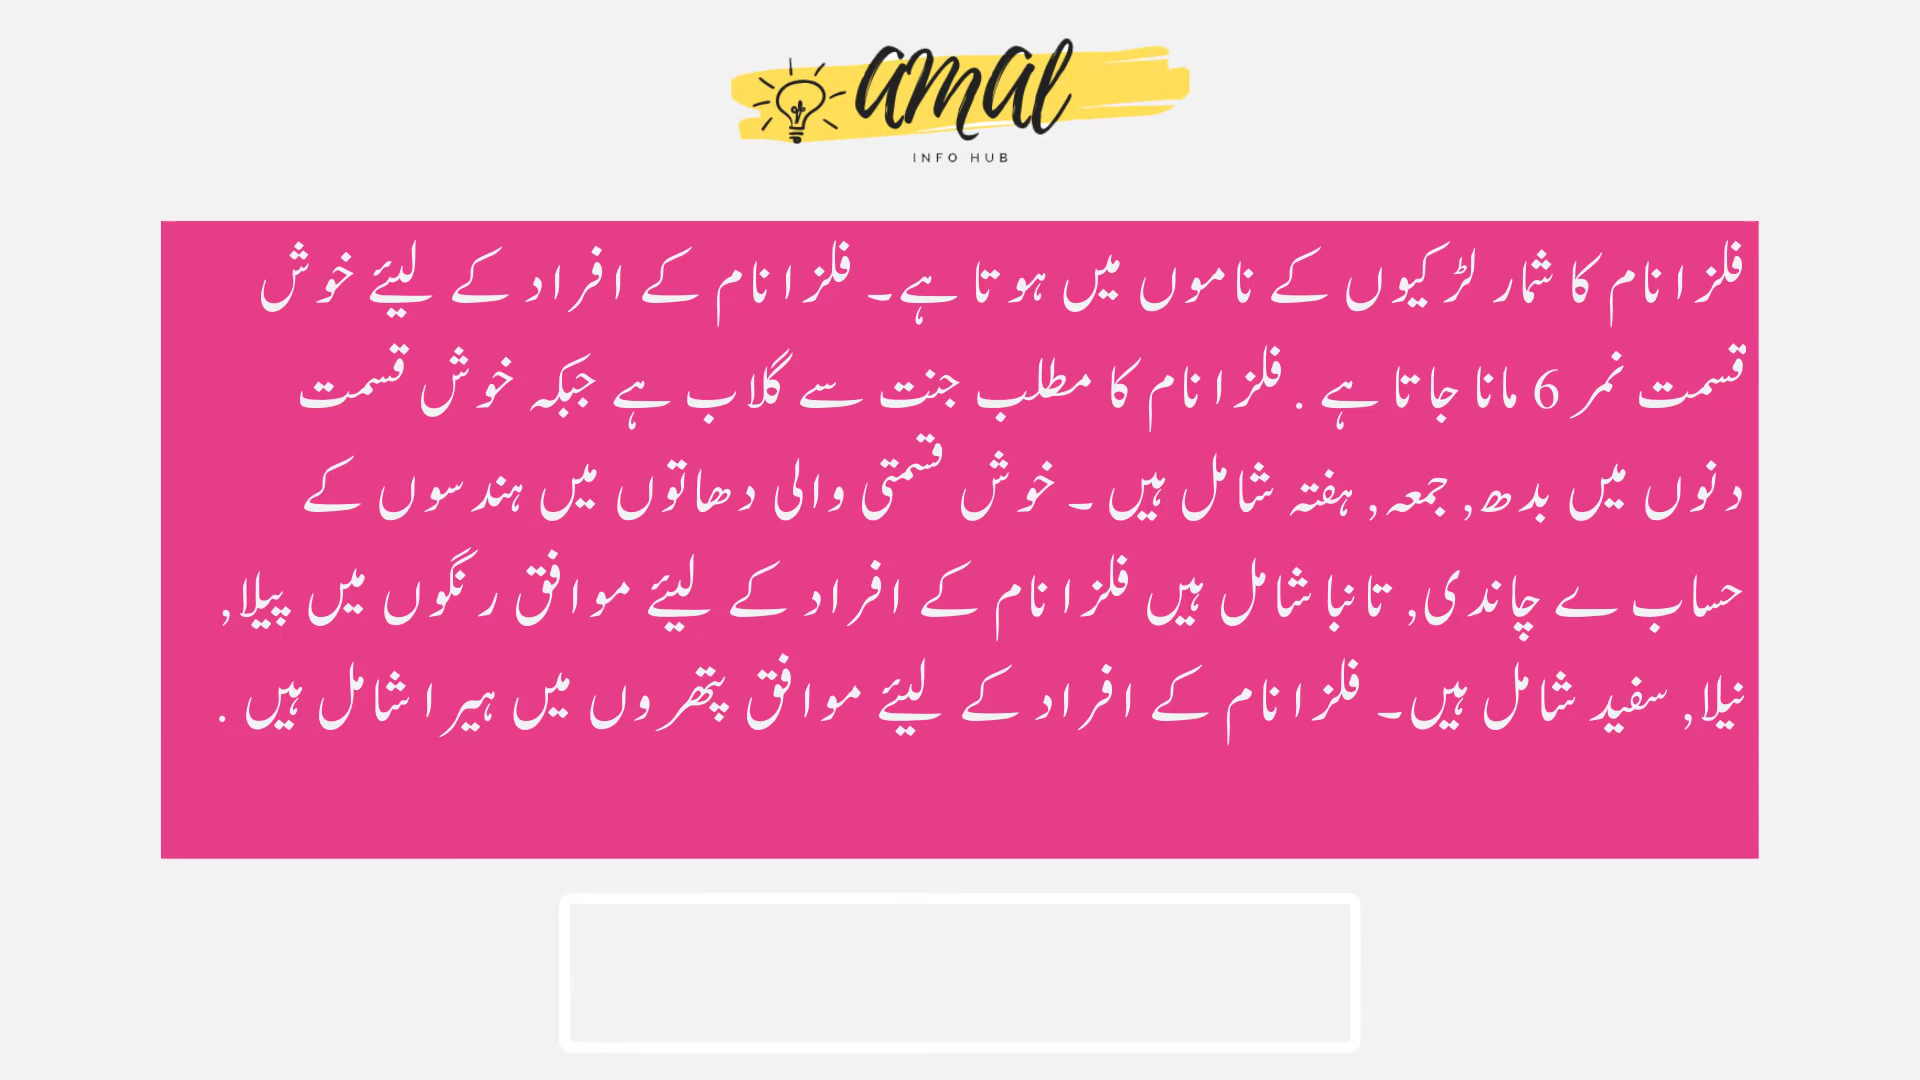 amal
INFO HUB
فلزا نام کا شمار لڑکیوں کے ناموں میں ہوتا ہے۔ فلزا نام کے افراد کے لیئے خوش
قسمت نمر 6 مانا جاتا ہے . فلزا نام کا مطلب جنت سے گلاب ہے جبکہ خوش قسمت
دنوں میں بدھ, جمعہ, ہفتہ شامل ہیں ۔ خوش قسمتی والی دھاتوں میں ہندسوں کے
حساب ے چاندی, تانبا شامل ہیں فلزا نام کے افراد کے لیئے موافق رنگوں میں پیلا,
نیلا, سفید شامل ہیں۔ فلزا نام کے افراد کے لیئے موافق پتھروں میں ہیرا شامل ہیں .